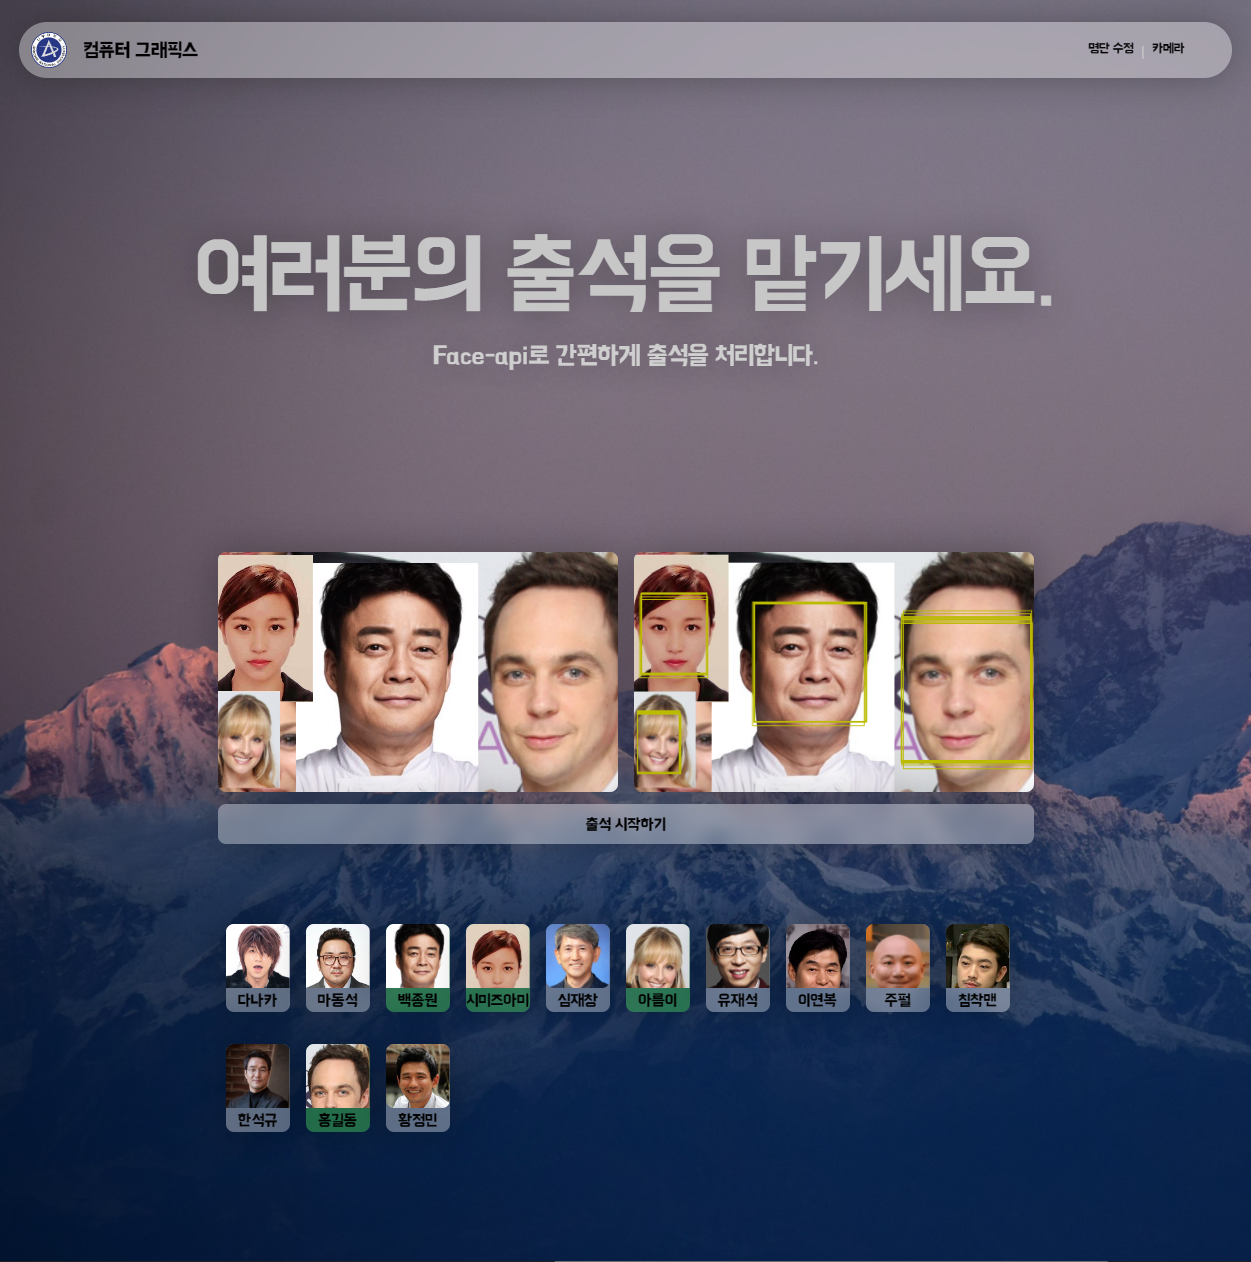 컴퓨터 그래픽스
명단 수정 | 카메라
여러분의 출석을 맡기세요.
Face-api로 간편하게 출석을 처리합니다.
출석 시작하기
다나카 마동석 백종원 시미즈아미 심재창 아름이 유재석 이연복 주펄 침착맨
한석규 홍길동 황정민